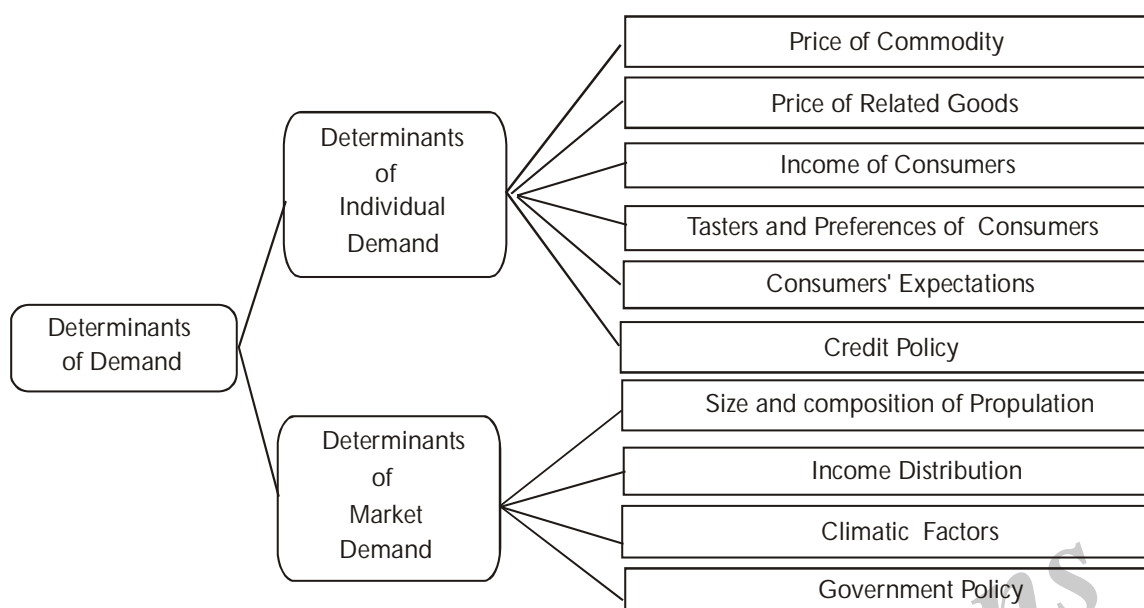 Determinants
of Demand
Determinants
of
Individual
Demand
Price of Commodity
Price of Related Goods
Income of Consumers
Tasters and Preferences of Consumers
Consumers' Expectations
Credit Policy
Determinants
of
Market
Demand
Size and composition of Propulation
Income Distribution
Climatic Factors
Government Policy